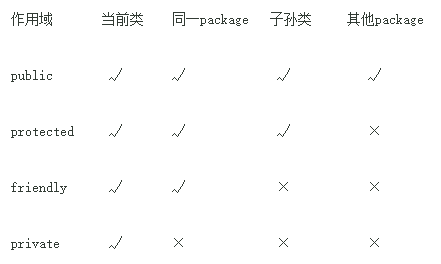 作用域 当前类 同一package 子孙类 其他package
public √ √ √ √
protected √ √ √ ×
friendly √ √ × ×
private √ × × ×